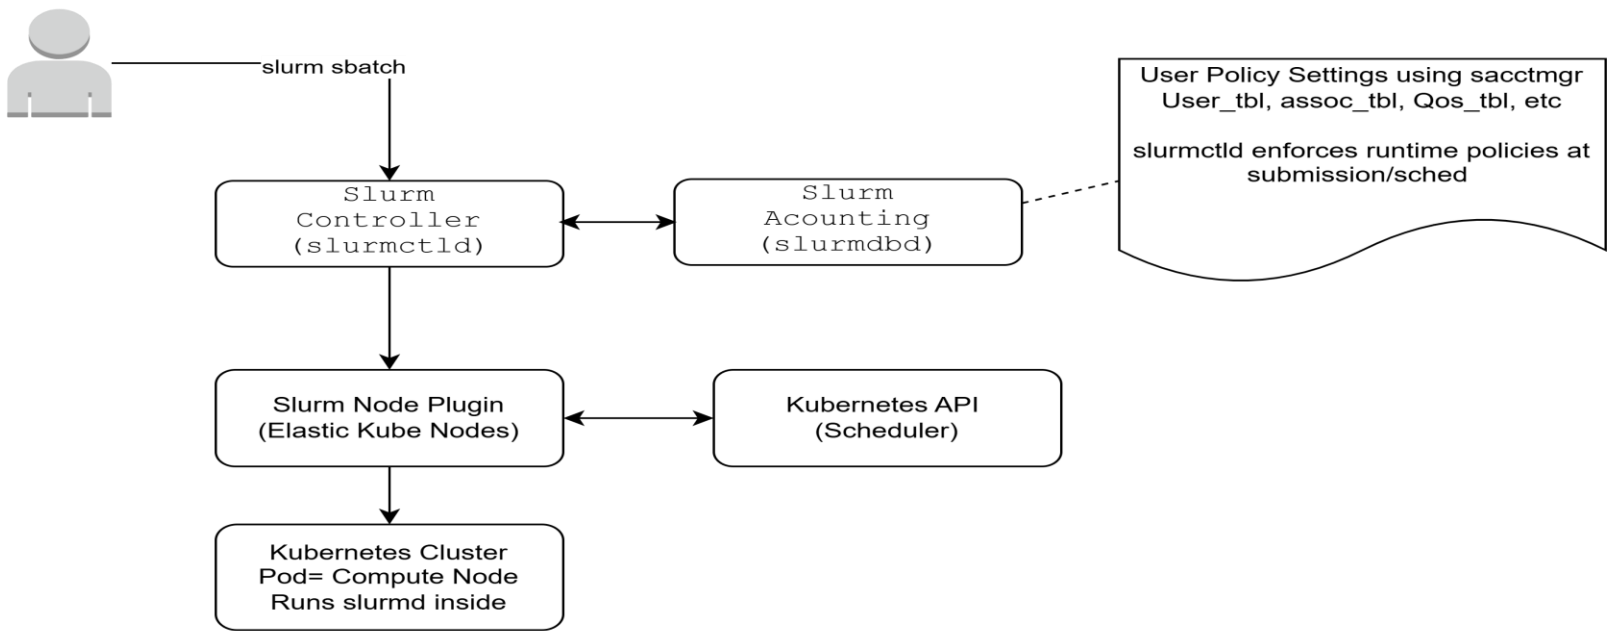 slurm sbatch
User Policy Settings using sacctmgr
User_tbl, assoc_tbl, Qos_tbl, etc
slurmctld enforces runtime policies at
submission/sched
Slurm
Controller
(slurmctld)
Slurm
Acounting
(slurmdbd)
Slurm Node Plugin
(Elastic Kube Nodes)
Kubernetes API
(Scheduler)
Kubernetes Cluster
Pod= Compute Node
Runs slurmd inside